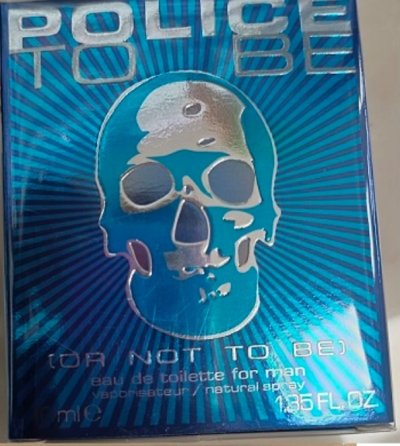 POLICE
TO BE
(OR NOT TO BE)
eau de toilette for man
vaporisateur / natural spray
ml e 1.35 FL.OZ